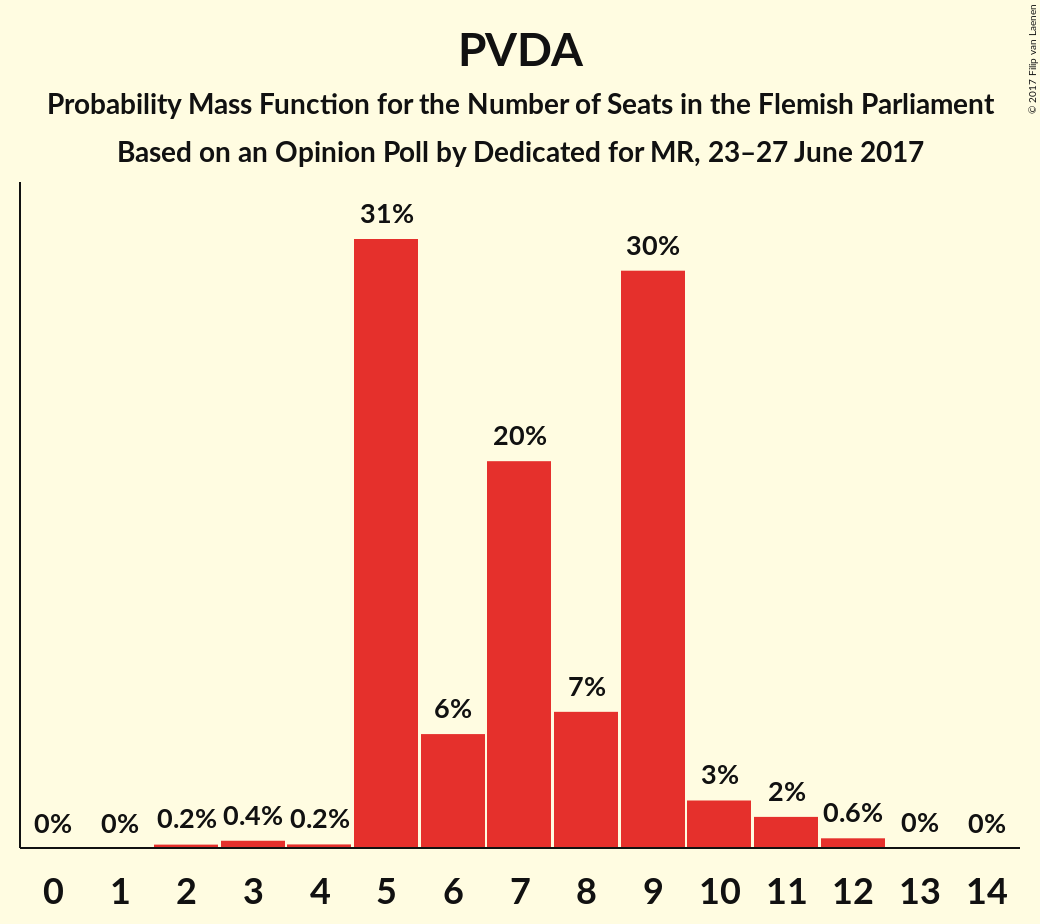 PVDA
Probability Mass Function for the Number of Seats in the Flemish Parliament
Based on an Opinion Poll by Dedicated for MR, 23–27 June 2017
© 2017 Filip van Laenen
0% 0% 0.2% 0.4% 0.2% 31% 6% 20% 7% 30% 3% 2% 0.6% 0% 0%
0 1 2 3 4 5 6 7 8 9 10 11 12 13 14